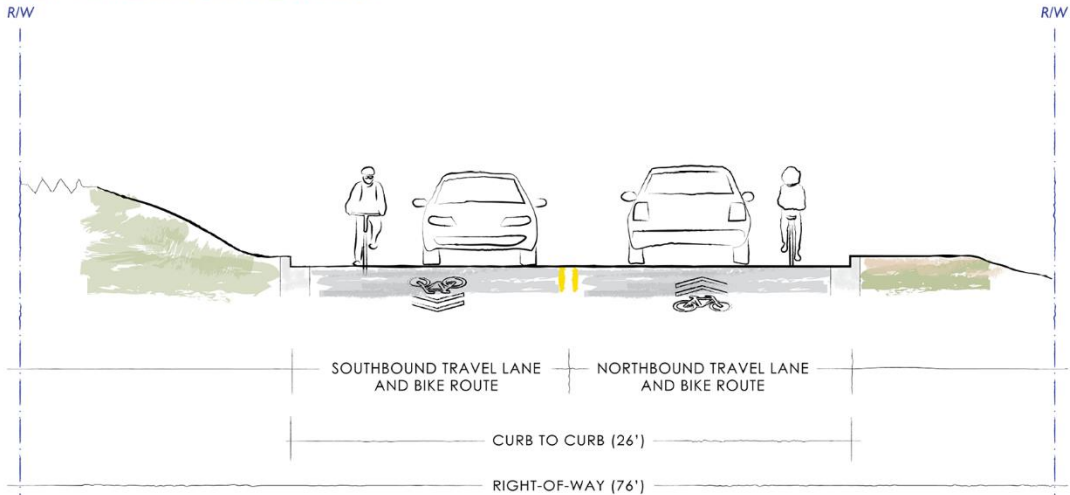 R/W
R/W
SOUTHBOUND TRAVEL LANE
AND BIKE ROUTE
NORTHBOUND TRAVEL LANE
AND BIKE ROUTE
CURB TO CURB (26')
RIGHT-OF-WAY (76')